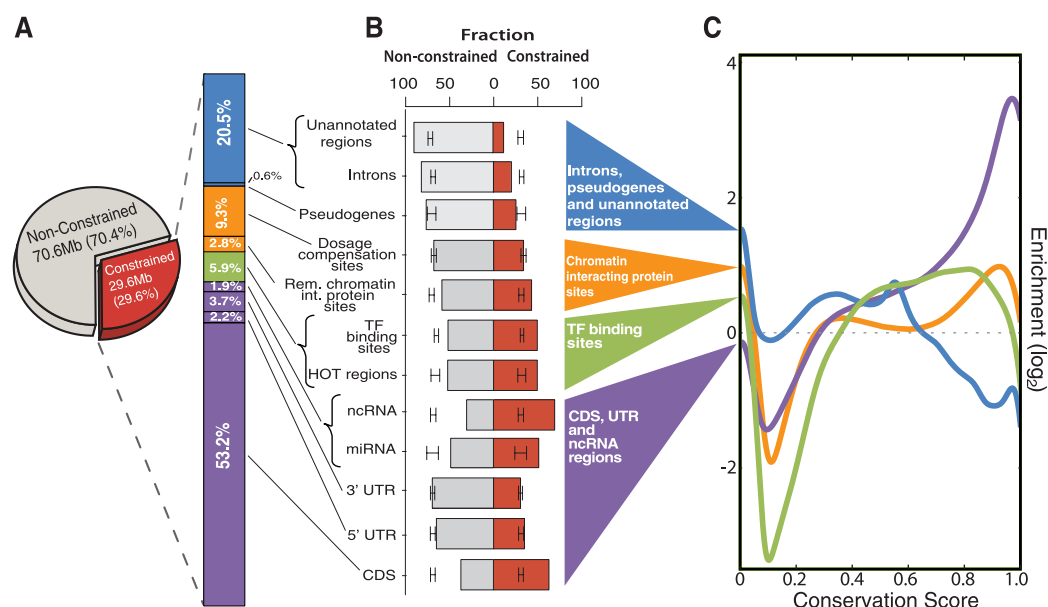 A
Non-Constrained
70.6Mb (70.4%)
Constrained
29.6Mb
(29.6%)
20.5%
0.6%
9.3%
2.8%
5.9%
1.9%
3.7%
2.2%
53.2%
B
Fraction
Non-constrained Constrained
100 50 0 50 100
Unannotated
regions
Introns
Pseudogenes
Dosage
compensation
sites
Rem. chromatin
int. protein
sites
TF
binding
sites
HOT regions
ncRNA
miRNA
3' UTR
5' UTR
CDS
Introns,
pseudogenes
and unannotated
regions
Chromatin
interacting protein
sites
TF binding
sites
CDS, UTR
and
ncRNA
regions
C
4
2
0
-2
0 0.2 0.4 0.6 0.8 1.0
Conservation Score
Enrichment (log2)